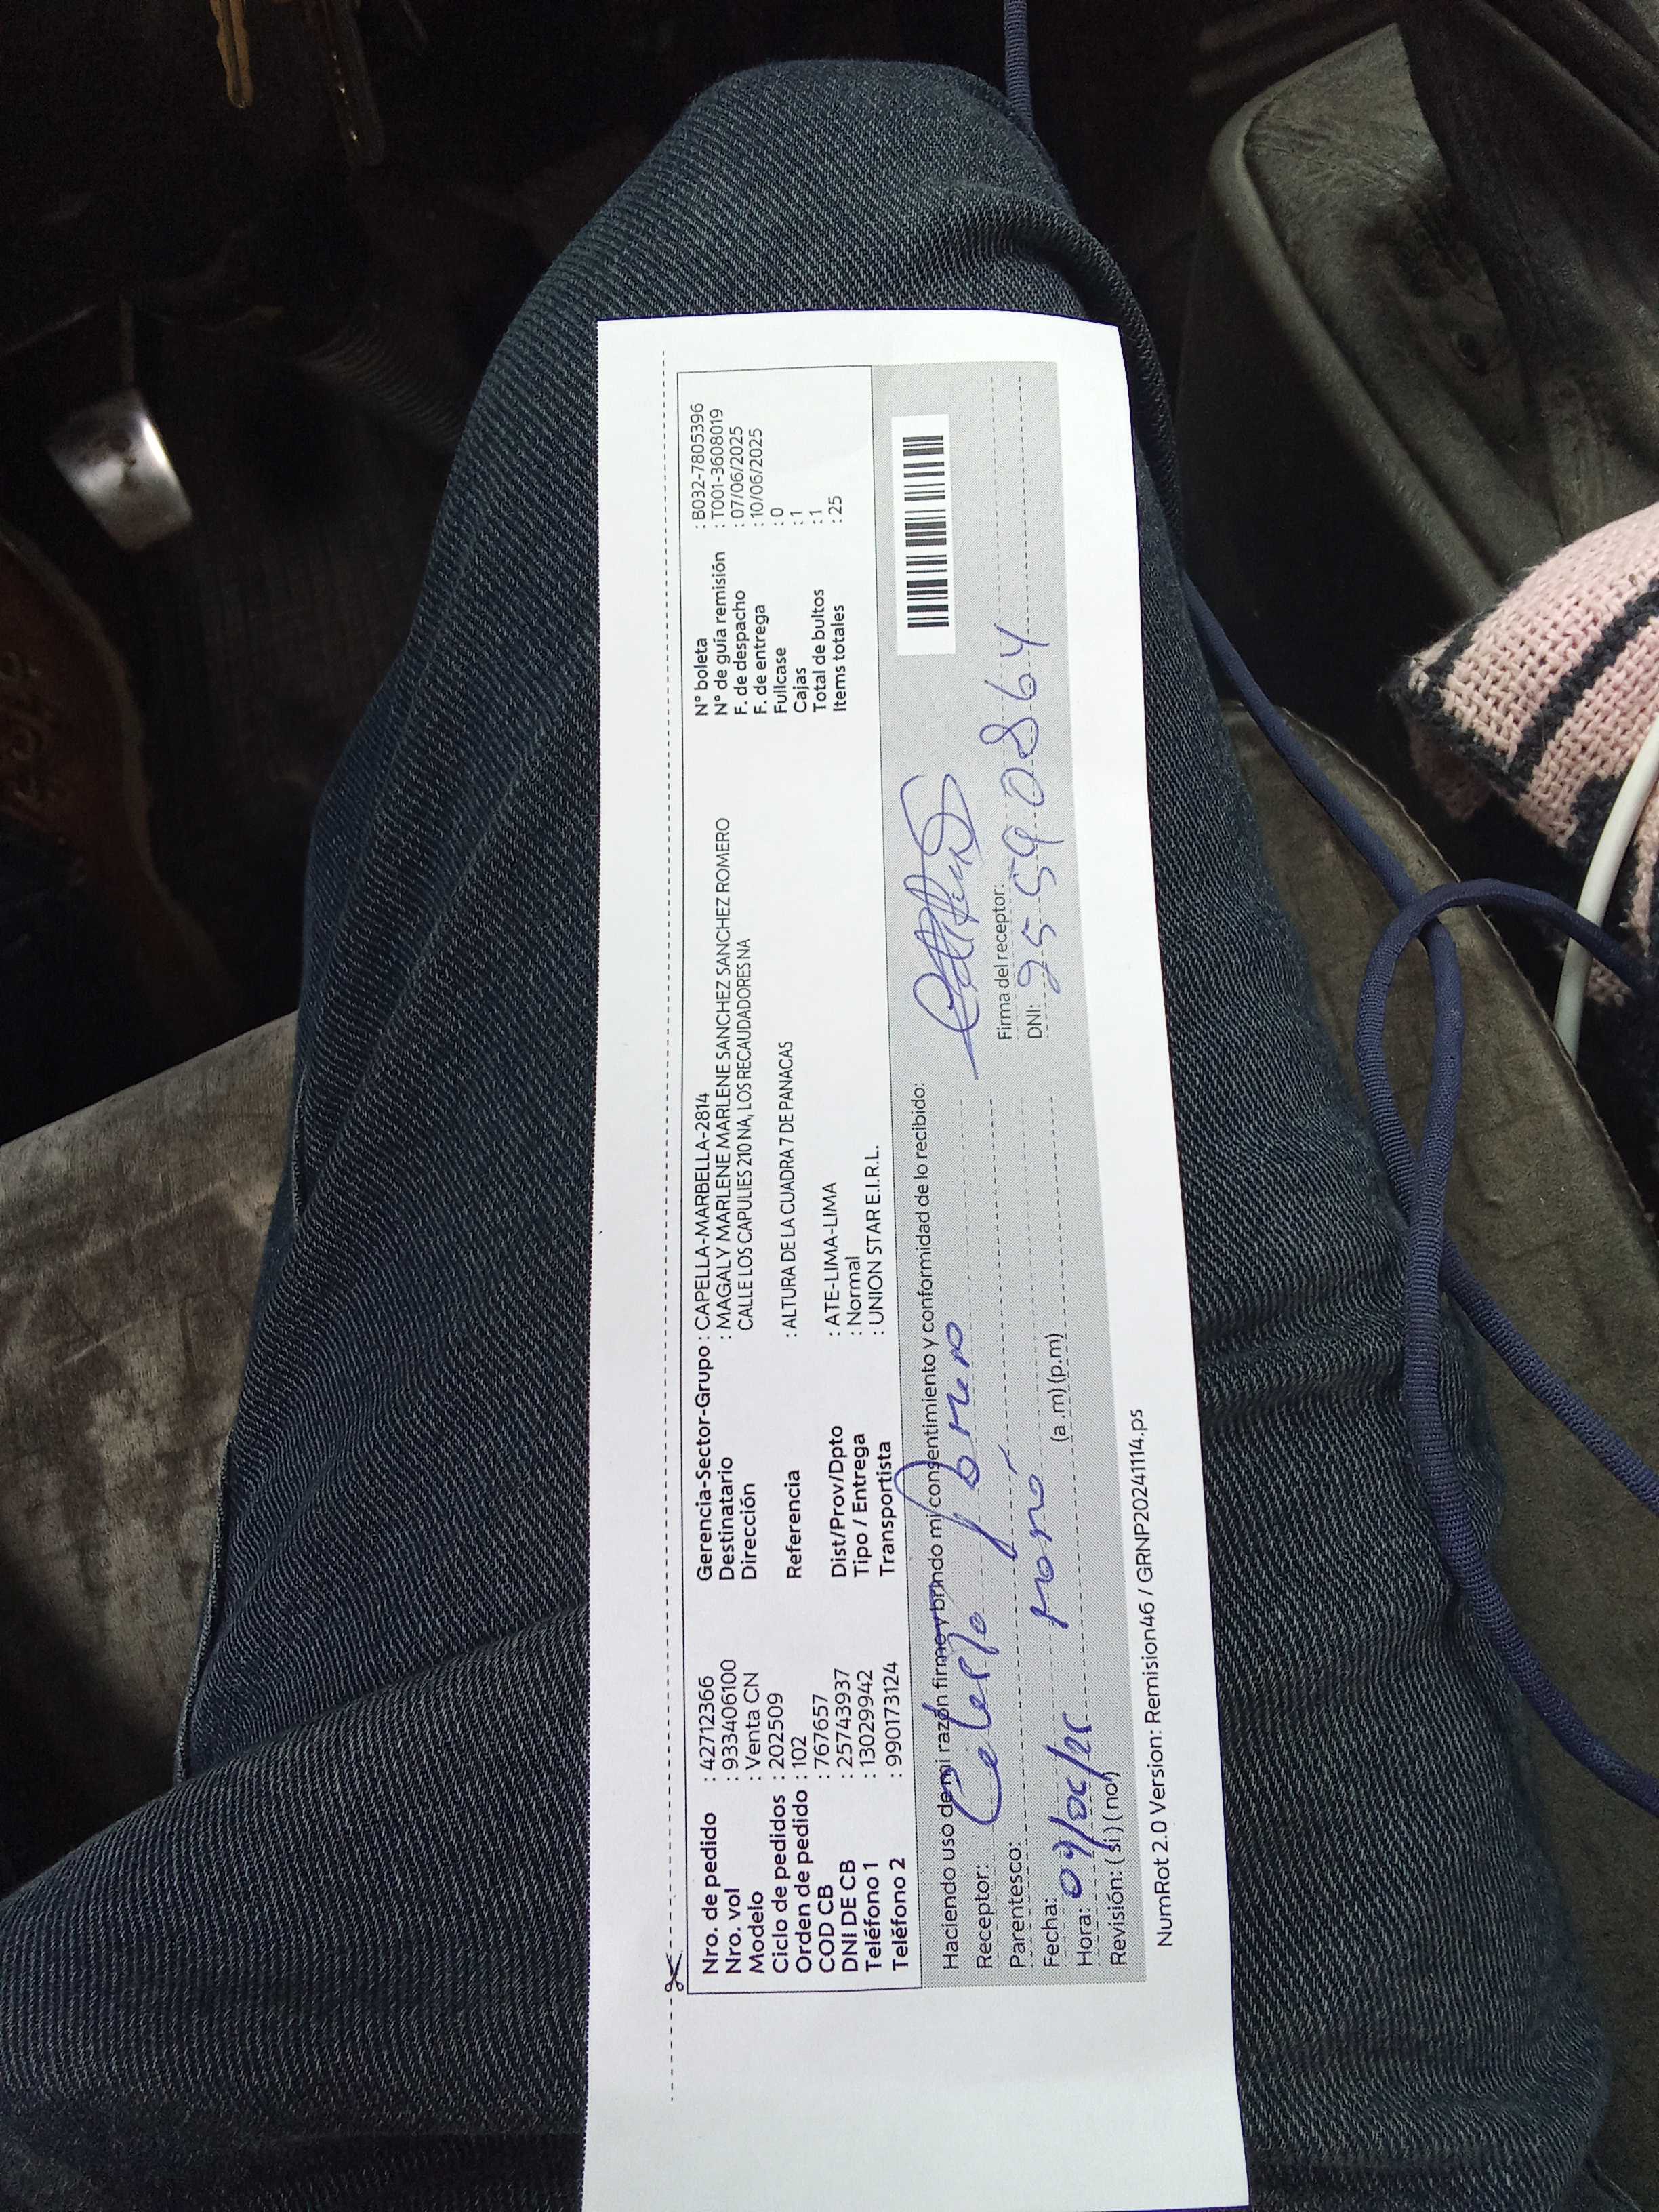 Nro. de pedido : 42712366 Gerencia-Sector-Grupo : CAPELLA-MARBELLA-2814 N° boleta : B032-7805396
Nro. vol : 933406100 Destinatario : MAGALY MARLENE MARLENE SANCHEZ SANCHEZ ROMERO N° de guía remisión : T001-3608019
Modelo : Venta CN Dirección CALLE LOS CAPULIES 210 NA, LOS RECAUDADORES NA F. de despacho : 07/06/2025
Ciclo de pedidos : 202509 F. de entrega : 10/06/2025
Orden de pedido : 102 Referencia : ALTURA DE LA CUADRA 7 DE PANACAS Fullcase : 0
COD CB : 767657 Cajas : 1
DNI DE CB : 25743937 Dist/Prov/Dpto : ATE-LIMA-LIMA Total de bultos : 1
Teléfono 1 : 13029942 Tipo / Entrega : Normal Items totales : 25
Teléfono 2 : 990173124 Transportista : UNION STAR E.I.R.L.
Haciendo uso de mi razón firmo y brindo mi consentimiento y conformidad de lo recibido:
Receptor:
Parentesco: Firma del receptor:
Fecha: 09/06/25 DNI: 25590864
Hora: (a.m) (p.m)
Revisión: ( si ) ( no )
NumRot 2.0 Version: Remision46 / GRNP20241114.ps